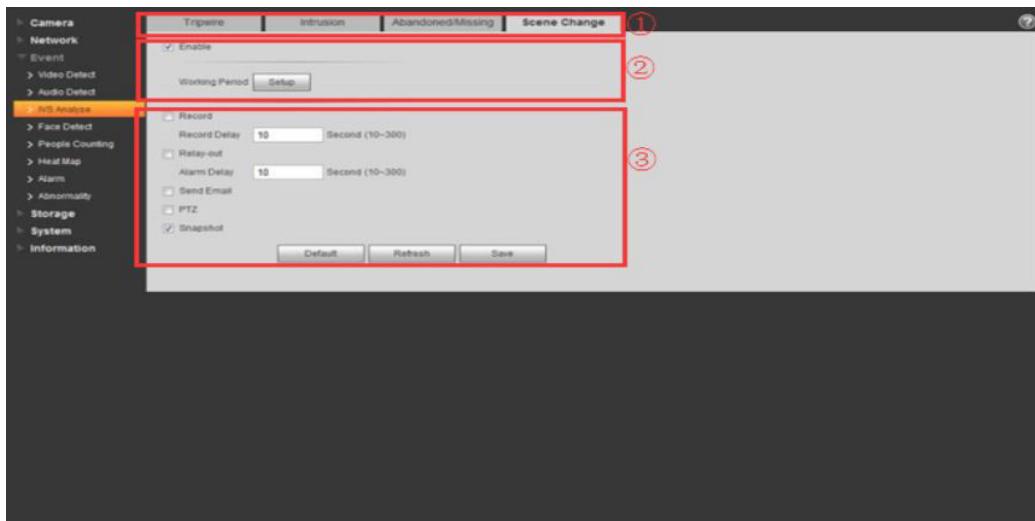 Camera
Network
Event
Video Detect
Audio Detect
IVS Analyse
Face Detect
People Counting
Heat Map
Alarm
Abnormality
Storage
System
Information
Tripwire Intrusion Abandoned/Missing Scene Change
①
?
Enable
②
Working Period Setup
Record
Record Delay 10 Second (10~300)
Relay-out
③
Alarm Delay 10 Second (10~300)
Send Email
PTZ
Snapshot
Default Refresh Save